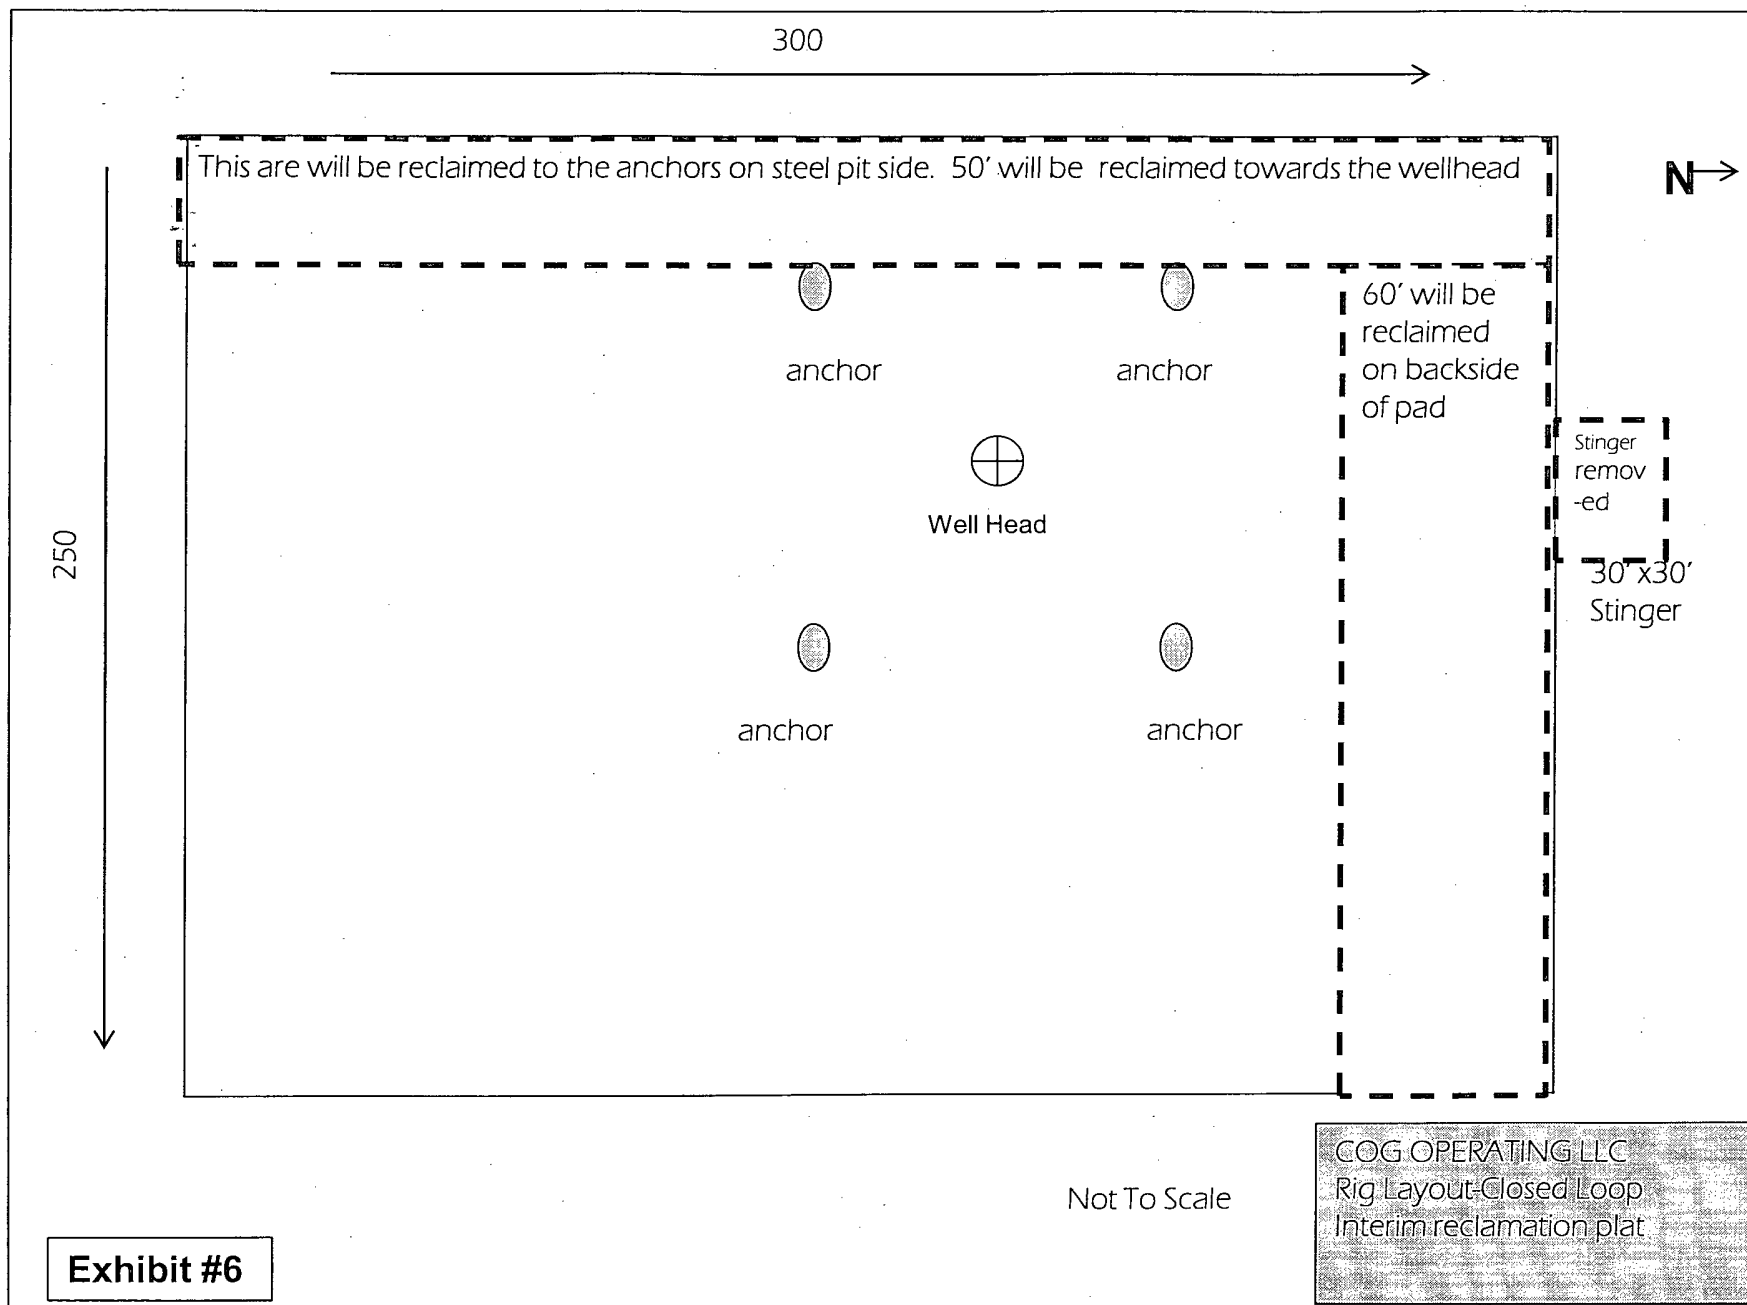 300
This are will be reclaimed to the anchors on steel pit side. 50' will be reclaimed towards the wellhead
N
60' will be
reclaimed
on backside
of pad
anchor
anchor
Stinger
remov
-ed
Well Head
250
30' x30'
Stinger
anchor
anchor
COG OPERATING LLC
Rig Layout-Closed Loop
Interim reclamation plat
Not To Scale
Exhibit #6